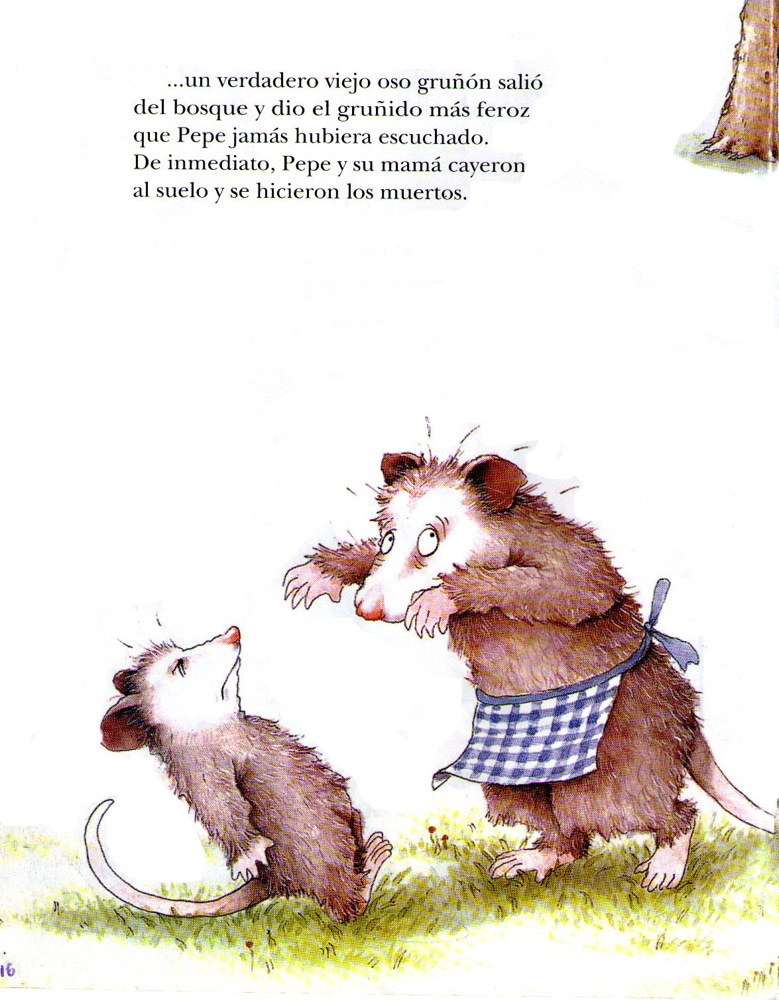 ...un verdadero viejo oso gruñón salió
del bosque y dio el gruñido más feroz
que Pepe jamás hubiera escuchado.
De inmediato, Pepe y su mamá cayeron
al suelo y se hicieron los muertos.
16